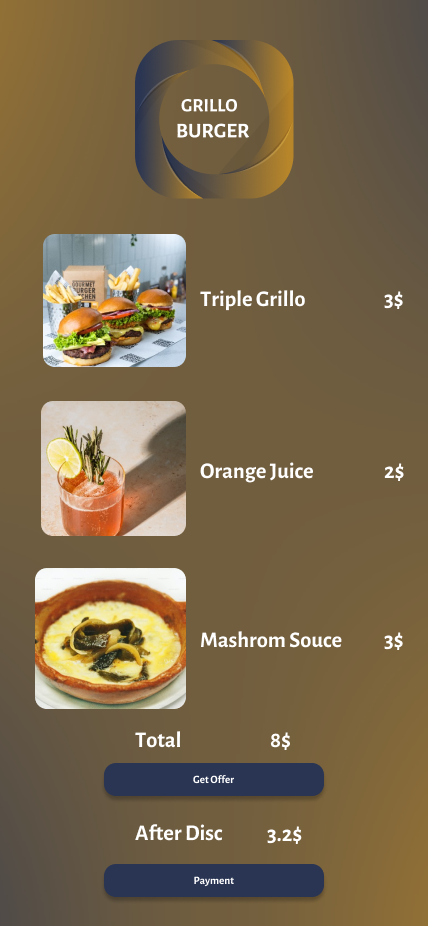 GRILLO
BURGER
GOURMET
BURGER
KITCHEN
Triple Grillo 3$
Orange Juice 2$
Mashrom Souce 3$
Total 8$
Get Offer
After Disc 3.2$
Payment